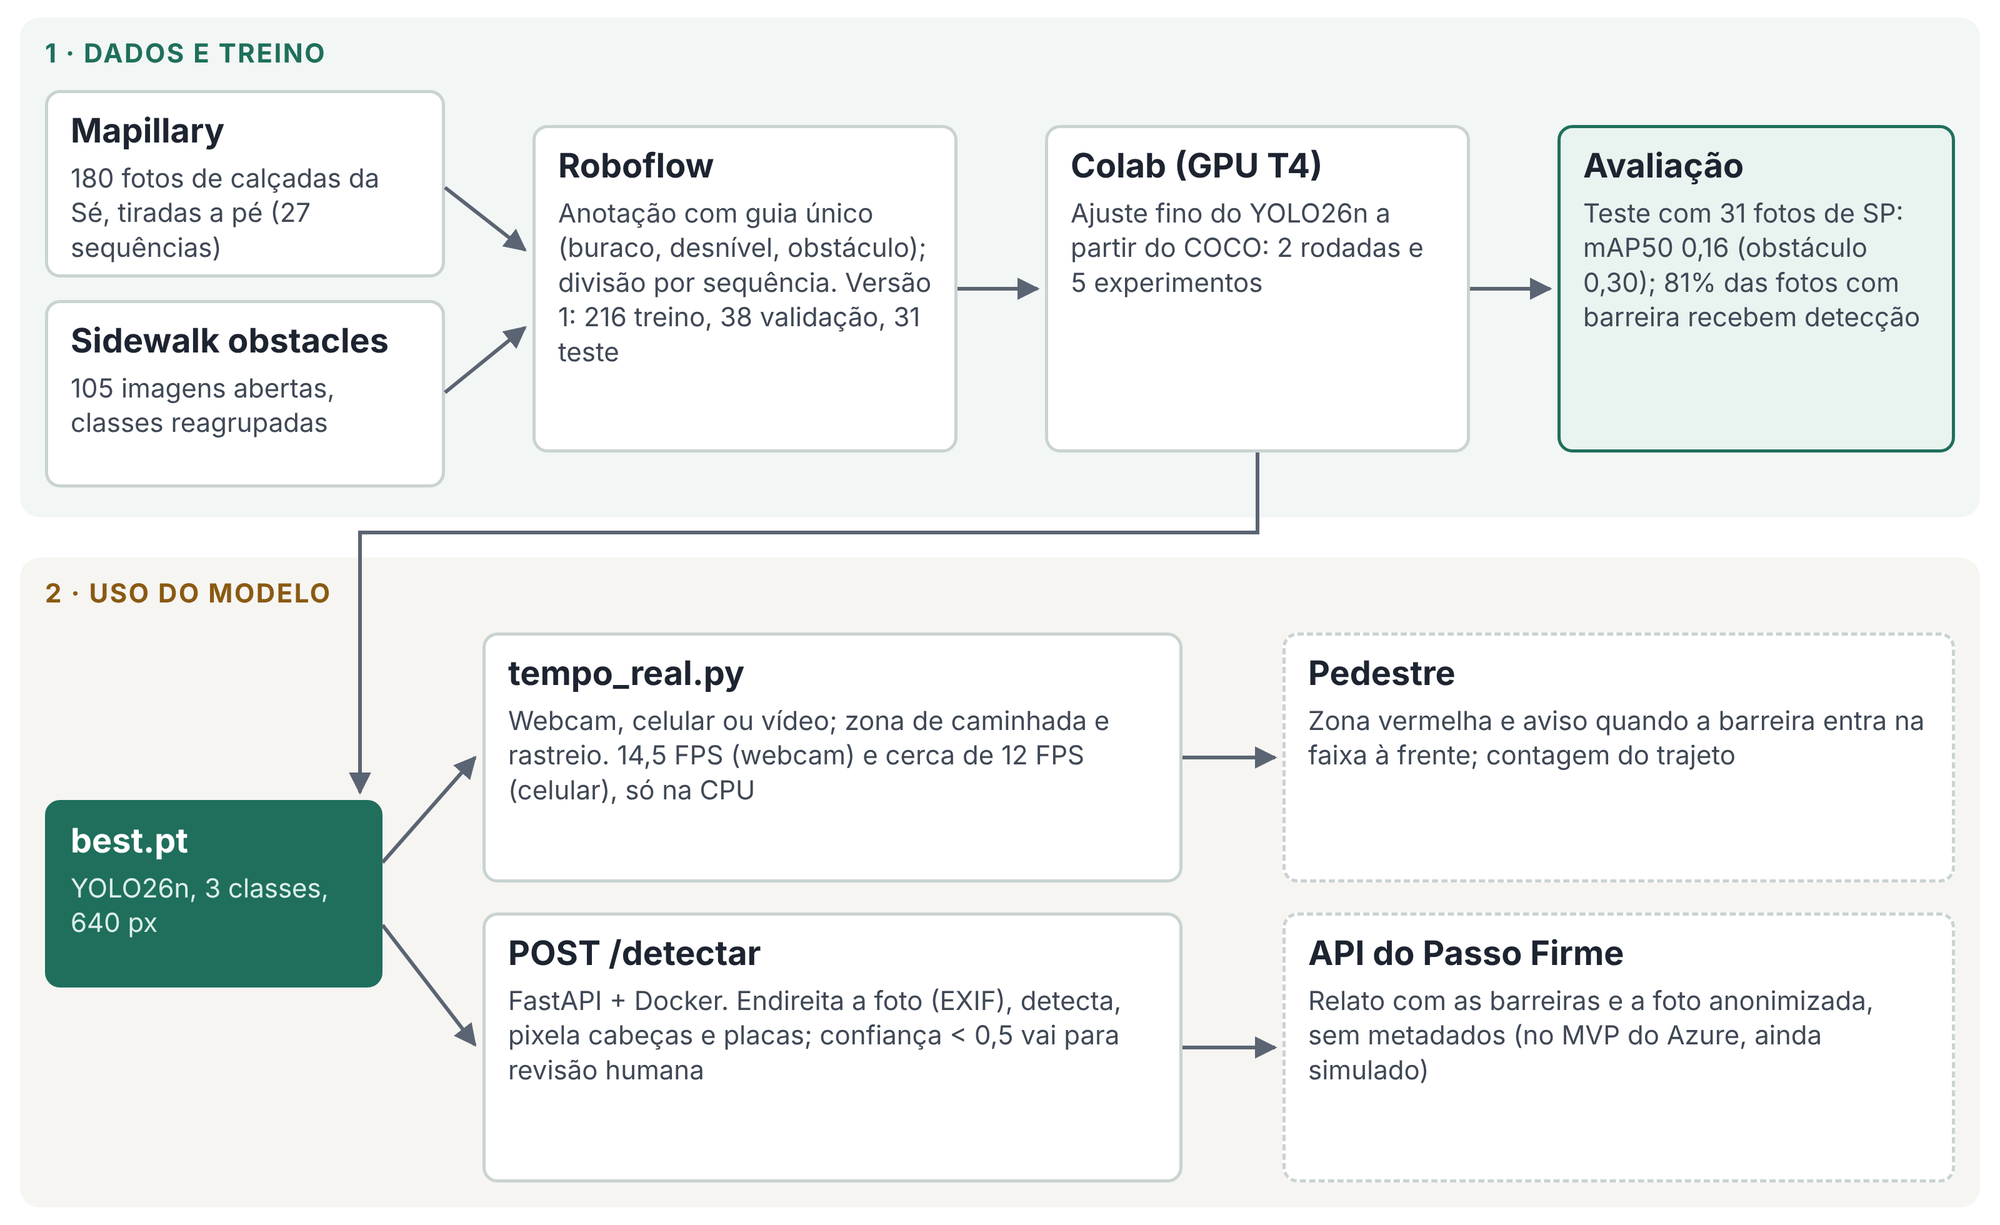 1 · DADOS E TREINO
Mapillary
180 fotos de calçadas da
Sé, tiradas a pé (27
sequências)
Sidewalk obstacles
105 imagens abertas,
classes reagrupadas
Roboflow
Anotação com guia único
(buraco, desnível, obstáculo);
divisão por sequência. Versão
1: 216 treino, 38 validação, 31
teste
Colab (GPU T4)
Ajuste fino do YOLO26n a
partir do COCO: 2 rodadas e
5 experimentos
Avaliação
Teste com 31 fotos de SP:
mAP50 0,16 (obstáculo
0,30); 81% das fotos com
barreira recebem detecção
2 · USO DO MODELO
best.pt
YOLO26n, 3 classes,
640 px
tempo_real.py
Webcam, celular ou vídeo; zona de caminhada e
rastreio. 14,5 FPS (webcam) e cerca de 12 FPS
(celular), só na CPU
Pedestre
Zona vermelha e aviso quando a barreira entra na
faixa à frente; contagem do trajeto
POST /detectar
FastAPI + Docker. Endireita a foto (EXIF), detecta,
pixela cabeças e placas; confiança < 0,5 vai para
revisão humana
API do Passo Firme
Relato com as barreiras e a foto anonimizada,
sem metadados (no MVP do Azure, ainda
simulado)